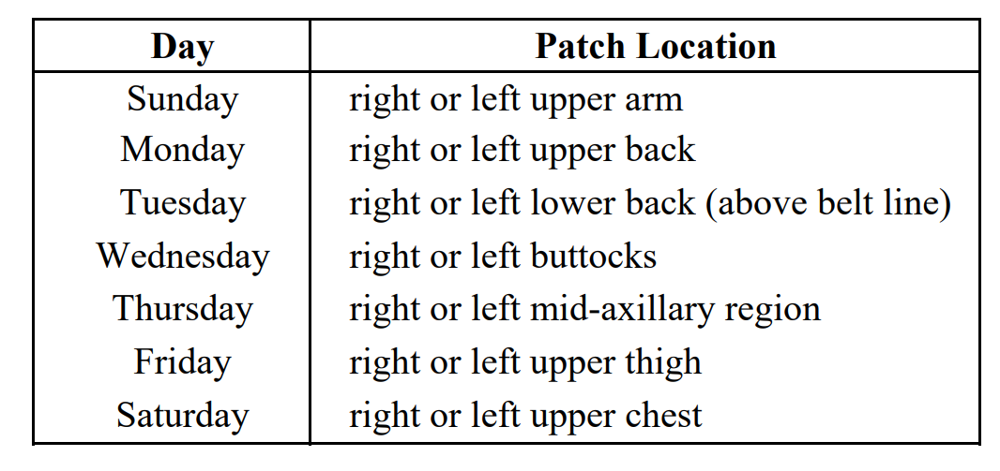 Day Patch Location
Sunday right or left upper arm
Monday right or left upper back
Tuesday right or left lower back (above belt line)
Wednesday right or left buttocks
Thursday right or left mid-axillary region
Friday right or left upper thigh
Saturday right or left upper chest